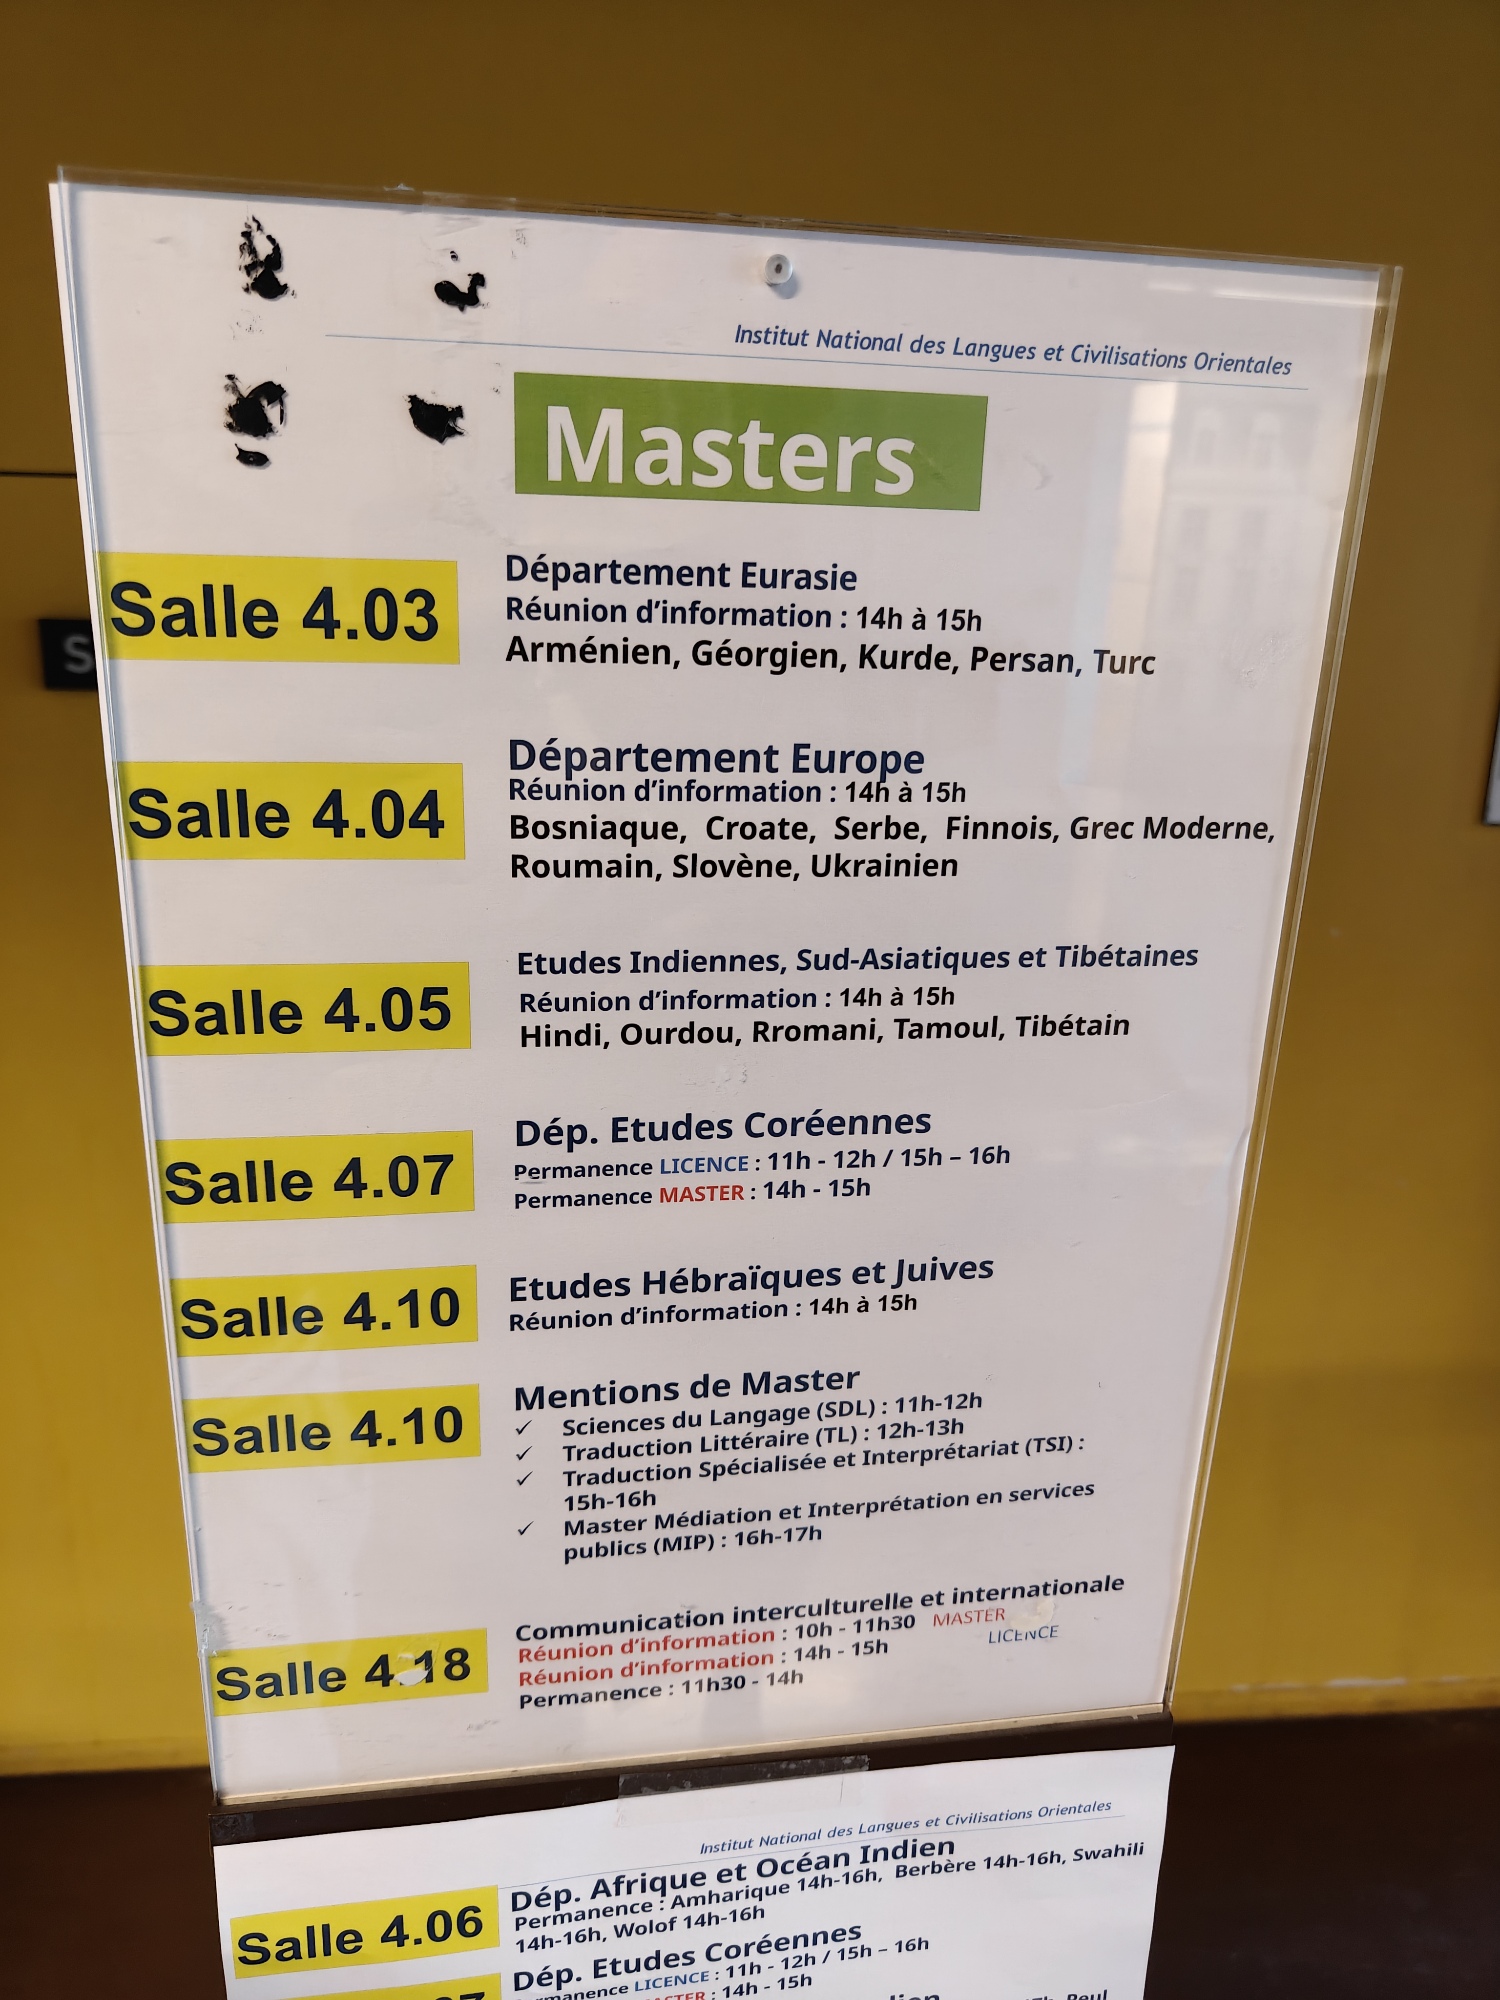 Institut National des Langues et Civilisations Orientales
Masters
Salle 4.03
Département Eurasie
Réunion d’information : 14h à 15h
Arménien, Géorgien, Kurde, Persan, Turc
Salle 4.04
Département Europe
Réunion d’information : 14h à 15h
Bosniaque, Croate, Serbe, Finnois, Grec Moderne,
Roumain, Slovène, Ukrainien
Salle 4.05
Etudes Indiennes, Sud-Asiatiques et Tibétaines
Réunion d’information : 14h à 15h
Hindi, Ourdou, Rromani, Tamoul, Tibétain
Salle 4.07
Dép. Etudes Coréennes
Permanence LICENCE : 11h - 12h / 15h – 16h
Permanence MASTER : 14h - 15h
Salle 4.10
Etudes Hébraïques et Juives
Réunion d’information : 14h à 15h
Salle 4.10
Mentions de Master
✓ Sciences du Langage (SDL) : 11h-12h
✓ Traduction Littéraire (TL) : 12h-13h
✓ Traduction Spécialisée et Interprétariat (TSI) :
15h-16h
✓ Master Médiation et Interprétation en services
publics (MIP) : 16h-17h
Salle 4.18
Communication interculturelle et internationale
Réunion d’information : 10h - 11h30 MASTER
Réunion d’information : 14h - 15h LICENCE
Permanence : 11h30 - 14h
Institut National des Langues et Civilisations Orientales
Salle 4.06
Dép. Afrique et Océan Indien
Permanence : Amharique 14h-16h, Berbère 14h-16h, Swahili
14h-16h, Wolof 14h-16h
Dép. Etudes Coréennes
LICENCE : 11h - 12h / 15h – 16h
: 14h - 15h
Peul